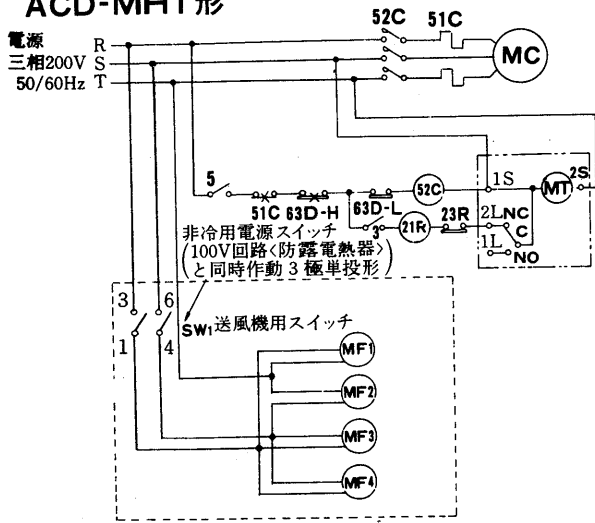 ACD-MHT形
52C 51C
電源 R
三相200V S
50/60Hz T
MC
5
51C 63D-H 63D-L
52C
1S
MT
2S
3
21R
23R
2L NC
C
1L
NO
非冷用電源スイッチ
(100V回路<防露電熱器>
と同時作動3極単投形)
3 6
SW1 送風機用スイッチ
1 4
MF1
MF2
MF3
MF4